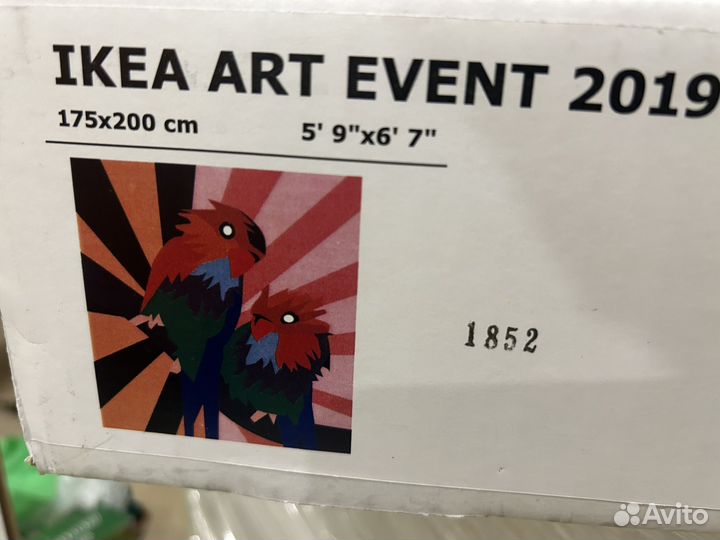 IKEA ART EVENT 2019
175x200 cm 5' 9"x6' 7"
1852
Avito